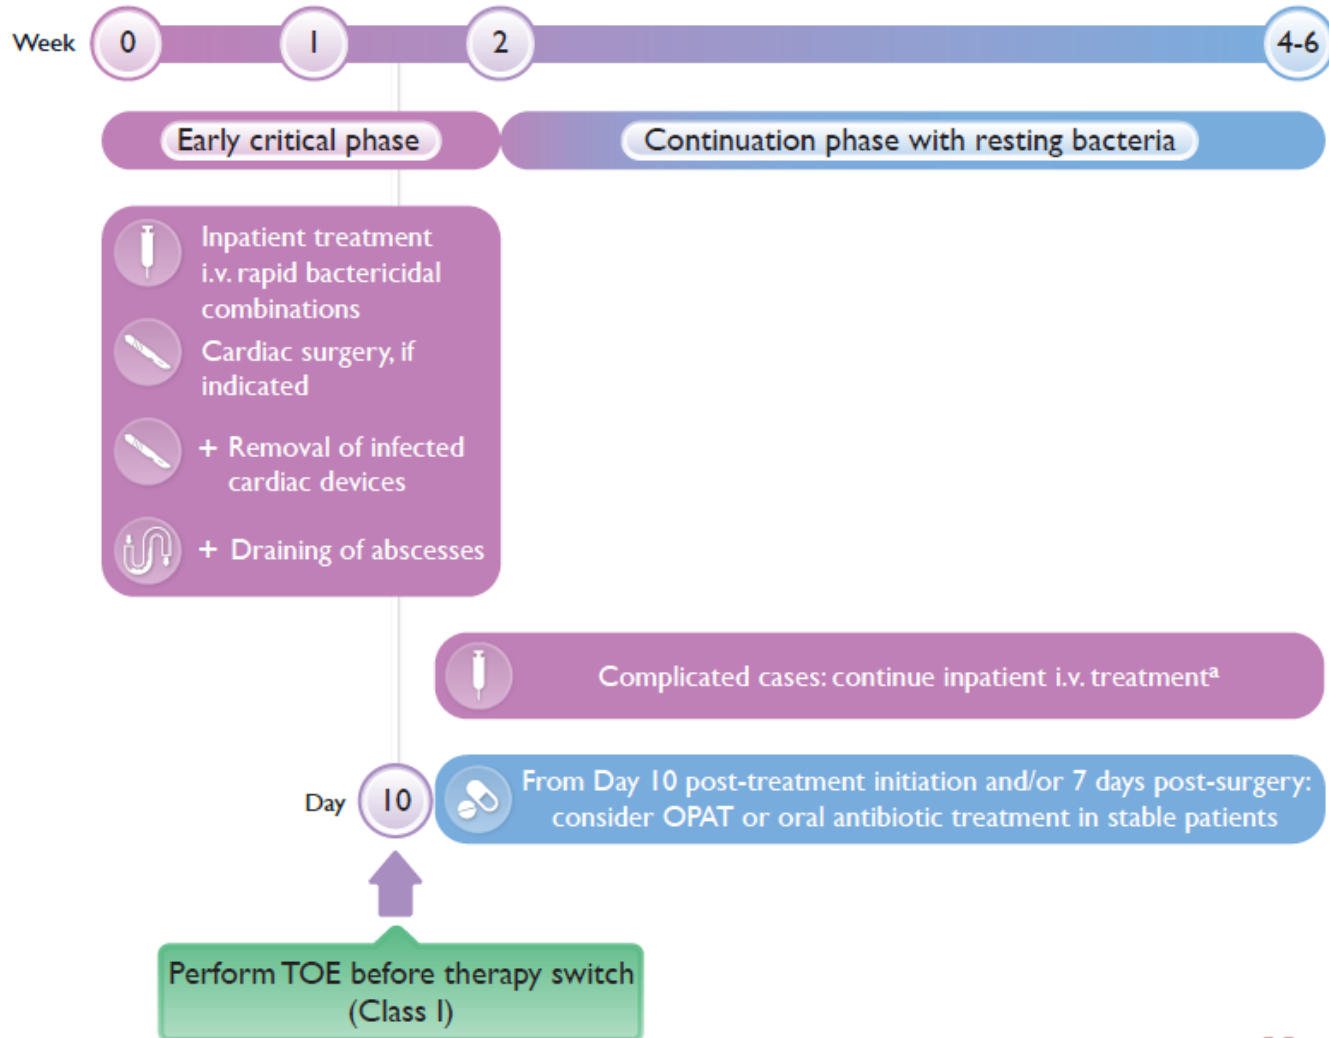 Week 0 1 2 4-6
Early critical phase
Continuation phase with resting bacteria
Inpatient treatment
i.v. rapid bactericidal
combinations
Cardiac surgery, if
indicated
+ Removal of infected
cardiac devices
+ Draining of abscesses
Complicated cases: continue inpatient i.v. treatmentᵃ
Day 10
From Day 10 post-treatment initiation and/or 7 days post-surgery:
consider OPAT or oral antibiotic treatment in stable patients
Perform TOE before therapy switch
(Class I)